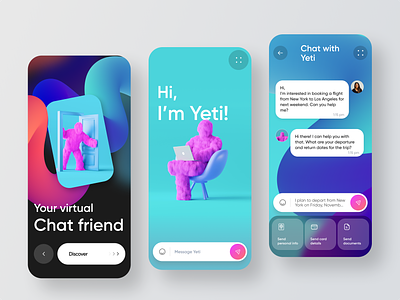 Your virtual
Chat friend
Discover
Hi,
I'm Yeti!
Message Yeti
Chat with
Yeti
Hi,
I'm interested in booking a flight
from New York to Los Angeles for
next weekend. Can you help
me?
Hi there! I can help you with
that. What are your departure
and return dates for the trip?
I plan to depart from New
York on Friday, Novemb..
Send
personal info
Send card
details
Send
documents